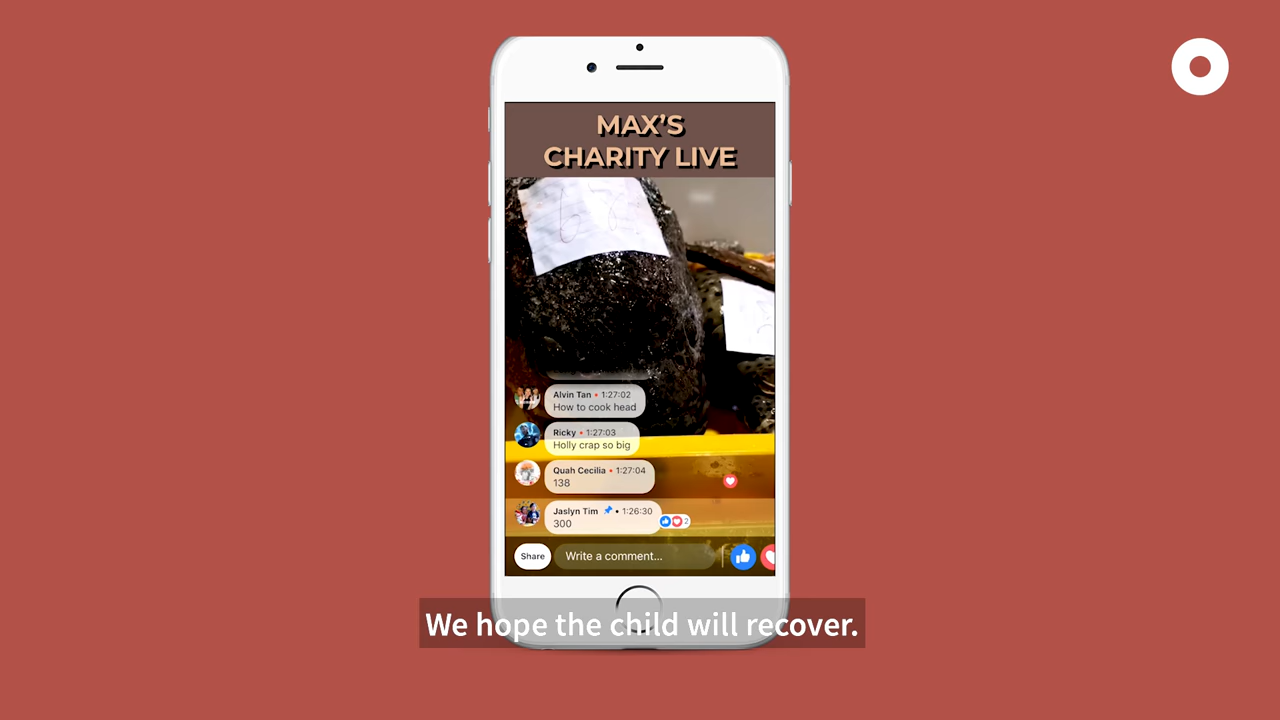 MAX'S
CHARITY LIVE
Alvin Tan • 1:27:02
How to cook head
Ricky • 1:27:03
Holly crap so big
Quah Cecilia • 1:27:04
138
Jaslyn Tim • 1:26:30
300
2
Share
Write a comment...
We hope the child will recover.